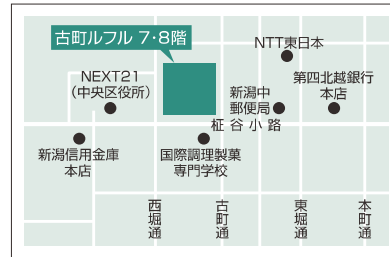 古町ルフル 7･8階
NTT東日本
NEXT21
(中央区役所)
新潟中
郵便局
第四北越銀行
本店
柾谷小路
新潟信用金庫
本店
国際調理製菓
専門学校
西堀通
古町通
東堀通
本町通